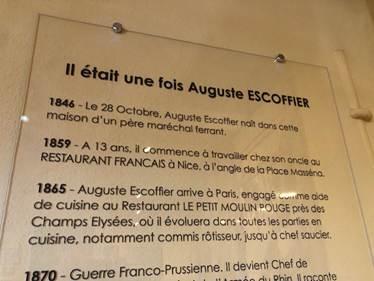 Il était une fois Auguste ESCOFFIER
1846 - Le 28 Octobre, Auguste Escoffier naît dans cette
maison d'un père maréchal ferrant.
1859 - A 13 ans, il commence à travailler chez son oncle au
RESTAURANT FRANCAIS à Nice, à l'angle de la Place Masséna.
1865 - Auguste Escoffier arrive à Paris, engagé comme aide
de cuisine au Restaurant LE PETIT MOULIN ROUGE près des
Champs Elysées, où il évoluera dans toutes les parties en
cuisine, notamment commis rôtisseur, jusqu'à chef saucier.
1870 - Guerre Franco-Prussienne. Il devient Chef de
du Rhin. Il raconte